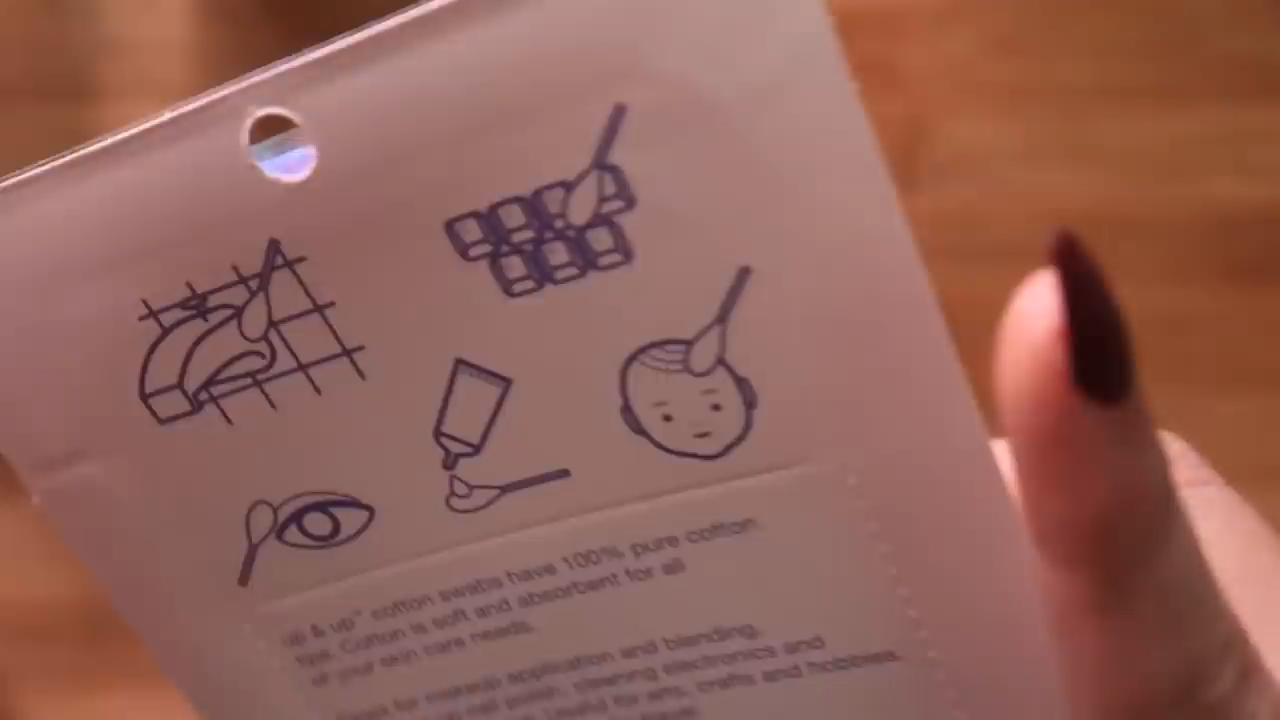 up & up™ cotton swabs have 100% pure cotton
tips. Cotton is soft and absorbent for all
of your skin care needs.
for makeup application and blending,
nail polish, cleaning electronics and
Useful for arts, crafts and hobbies.